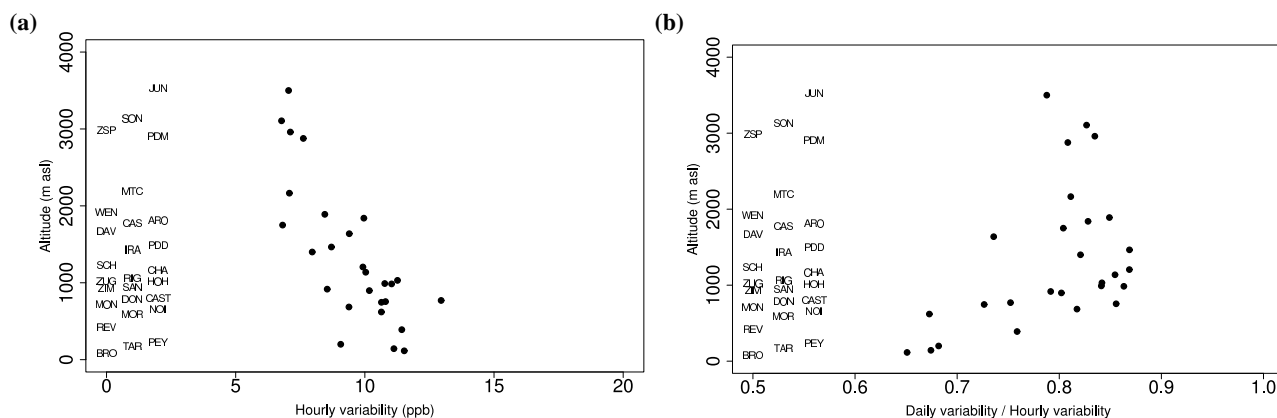 (a)
Altitude (m asl)
4000
3000
2000
1000
0
JUN
SON
ZSP
PDM
MTC
WEN
CAS
ARO
DAV
IRA
PDD
SCH
CHA
ZUG
RIG
HOH
ZIM
SAN
MON
DON
CAST
MOR
NOI
REV
BRO
TAR
PEY
0 5 10 15 20
Hourly variability (ppb)
(b)
Altitude (m asl)
4000
3000
2000
1000
0
JUN
SON
ZSP
PDM
MTC
WEN
CAS
ARO
DAV
IRA
PDD
SCH
CHA
ZUG
RIG
HOH
ZIM
SAN
MON
DON
CAST
MOR
NOI
REV
BRO
TAR
PEY
0.5 0.6 0.7 0.8 0.9 1.0
Daily variability / Hourly variability